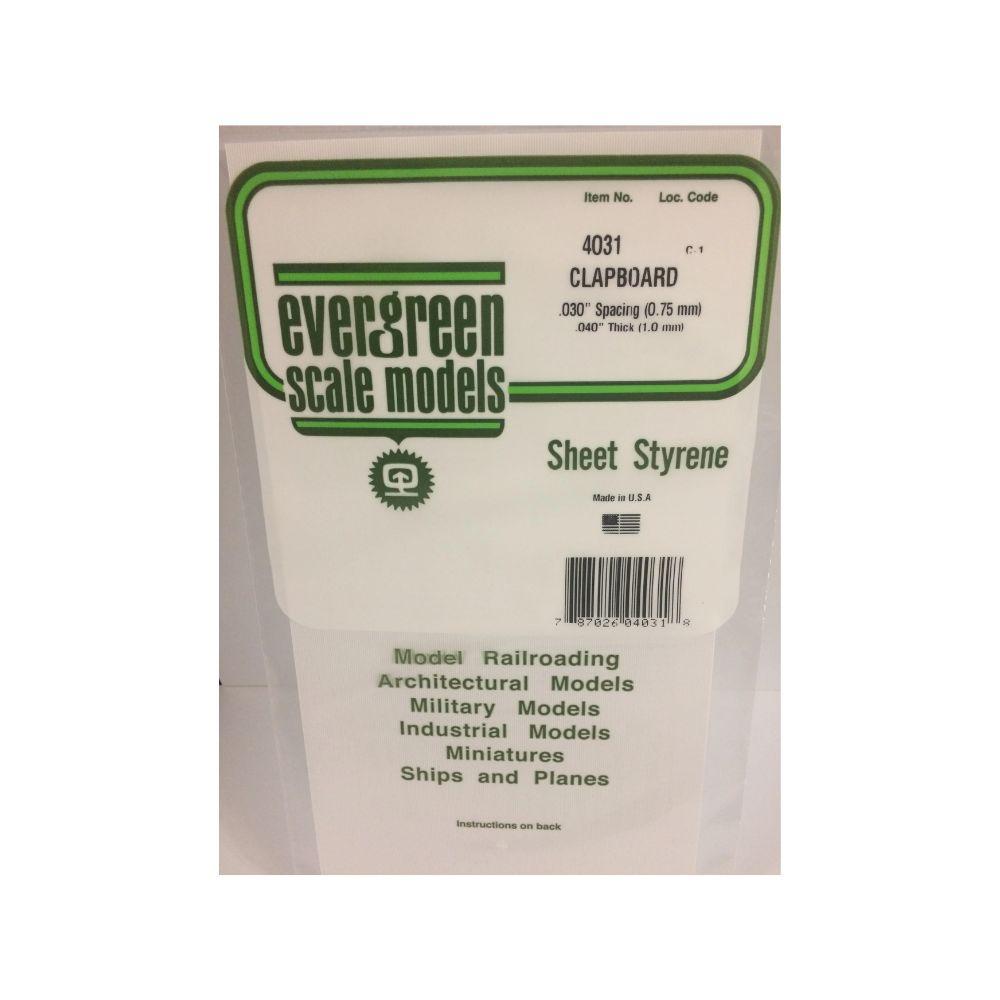 Item No. Loc. Code
4031 C-1
CLAPBOARD
.030" Spacing (0.75 mm)
.040" Thick (1.0 mm)
evergreen
scale models
Sheet Styrene
Made in U.S.A
7 87026 04031 8
Model Railroading
Architectural Models
Military Models
Industrial Models
Miniatures
Ships and Planes
Instructions on back